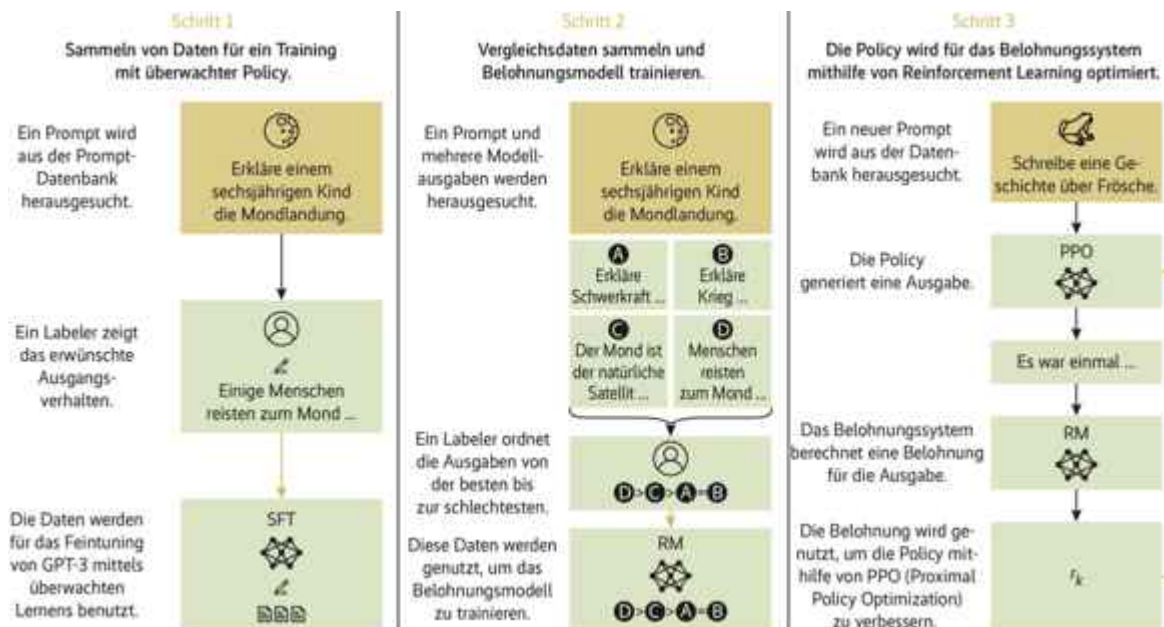 Schritt 1
Sammeln von Daten für ein Training
mit überwachter Policy.
Ein Prompt wird
aus der Prompt-
Datenbank
herausgesucht.
Erkläre einem
sechsjährigen Kind
die Mondlandung.
Ein Labeler zeigt
das erwünschte
Ausgangs-
verhalten.
Einige Menschen
reisten zum Mond ...
Die Daten werden
für das Feintuning
von GPT-3 mittels
überwachten
Lernens benutzt.
SFT
Schritt 2
Vergleichsdaten sammeln und
Belohnungsmodell trainieren.
Ein Prompt und
mehrere Modell-
ausgaben werden
herausgesucht.
Erkläre einem
sechsjährigen Kind
die Mondlandung.
A
Erkläre
Schwerkraft ...
B
Erkläre
Krieg ...
C
Der Mond ist
der natürliche
Satellit ...
D
Menschen
reisten
zum Mond ...
Ein Labeler ordnet
die Ausgaben von
der besten bis
zur schlechtesten.
D > C > A = B
Diese Daten werden
genutzt, um das
Belohnungsmodell
zu trainieren.
RM
D > C > A = B
Schritt 3
Die Policy wird für das Belohnungssystem
mithilfe von Reinforcement Learning optimiert.
Ein neuer Prompt
wird aus der Daten-
bank herausgesucht.
Schreibe eine Ge-
schichte über Frösche.
Die Policy
generiert eine Ausgabe.
PPO
Es war einmal ...
Das Belohnungssystem
berechnet eine Belohnung
für die Ausgabe.
RM
Die Belohnung wird ge-
nutzt, um die Policy mit-
hilfe von PPO (Proximal
Policy Optimization)
zu verbessern.
rk